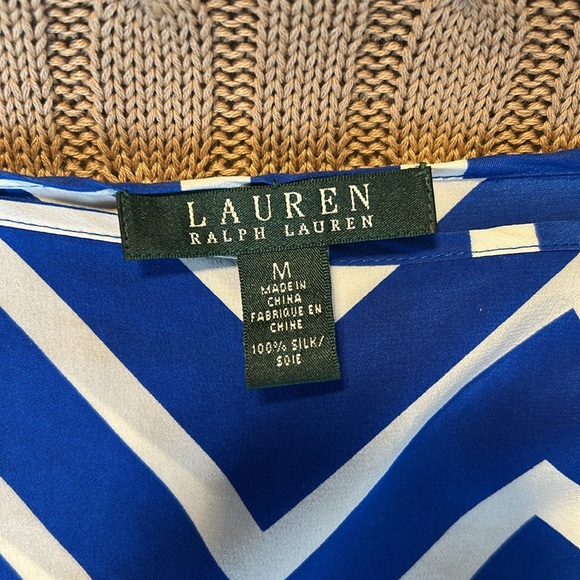 LAUREN
RALPH LAUREN
M
MADE IN
CHINA
FABRIQUE EN
CHINE
100% SILK/
SOIE